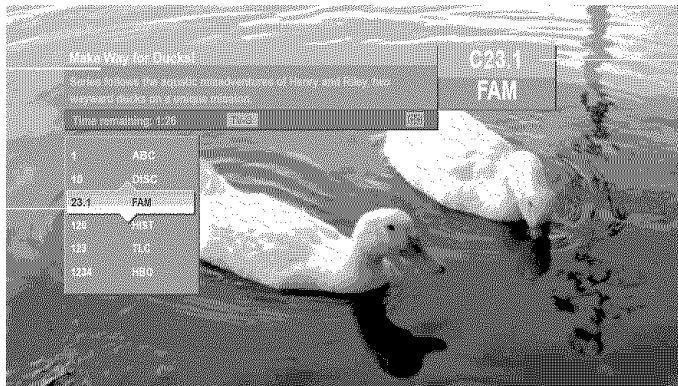 Make Way for Ducks!
C23.1
FAM
Series follows the aquatic misadventures of Henry and Riley, two
wayward ducks on a unique mission.
Time remaining: 1:26
1 ABC
10 DISC
23.1 FAM
120 HIST
123 TLC
1234 HBO